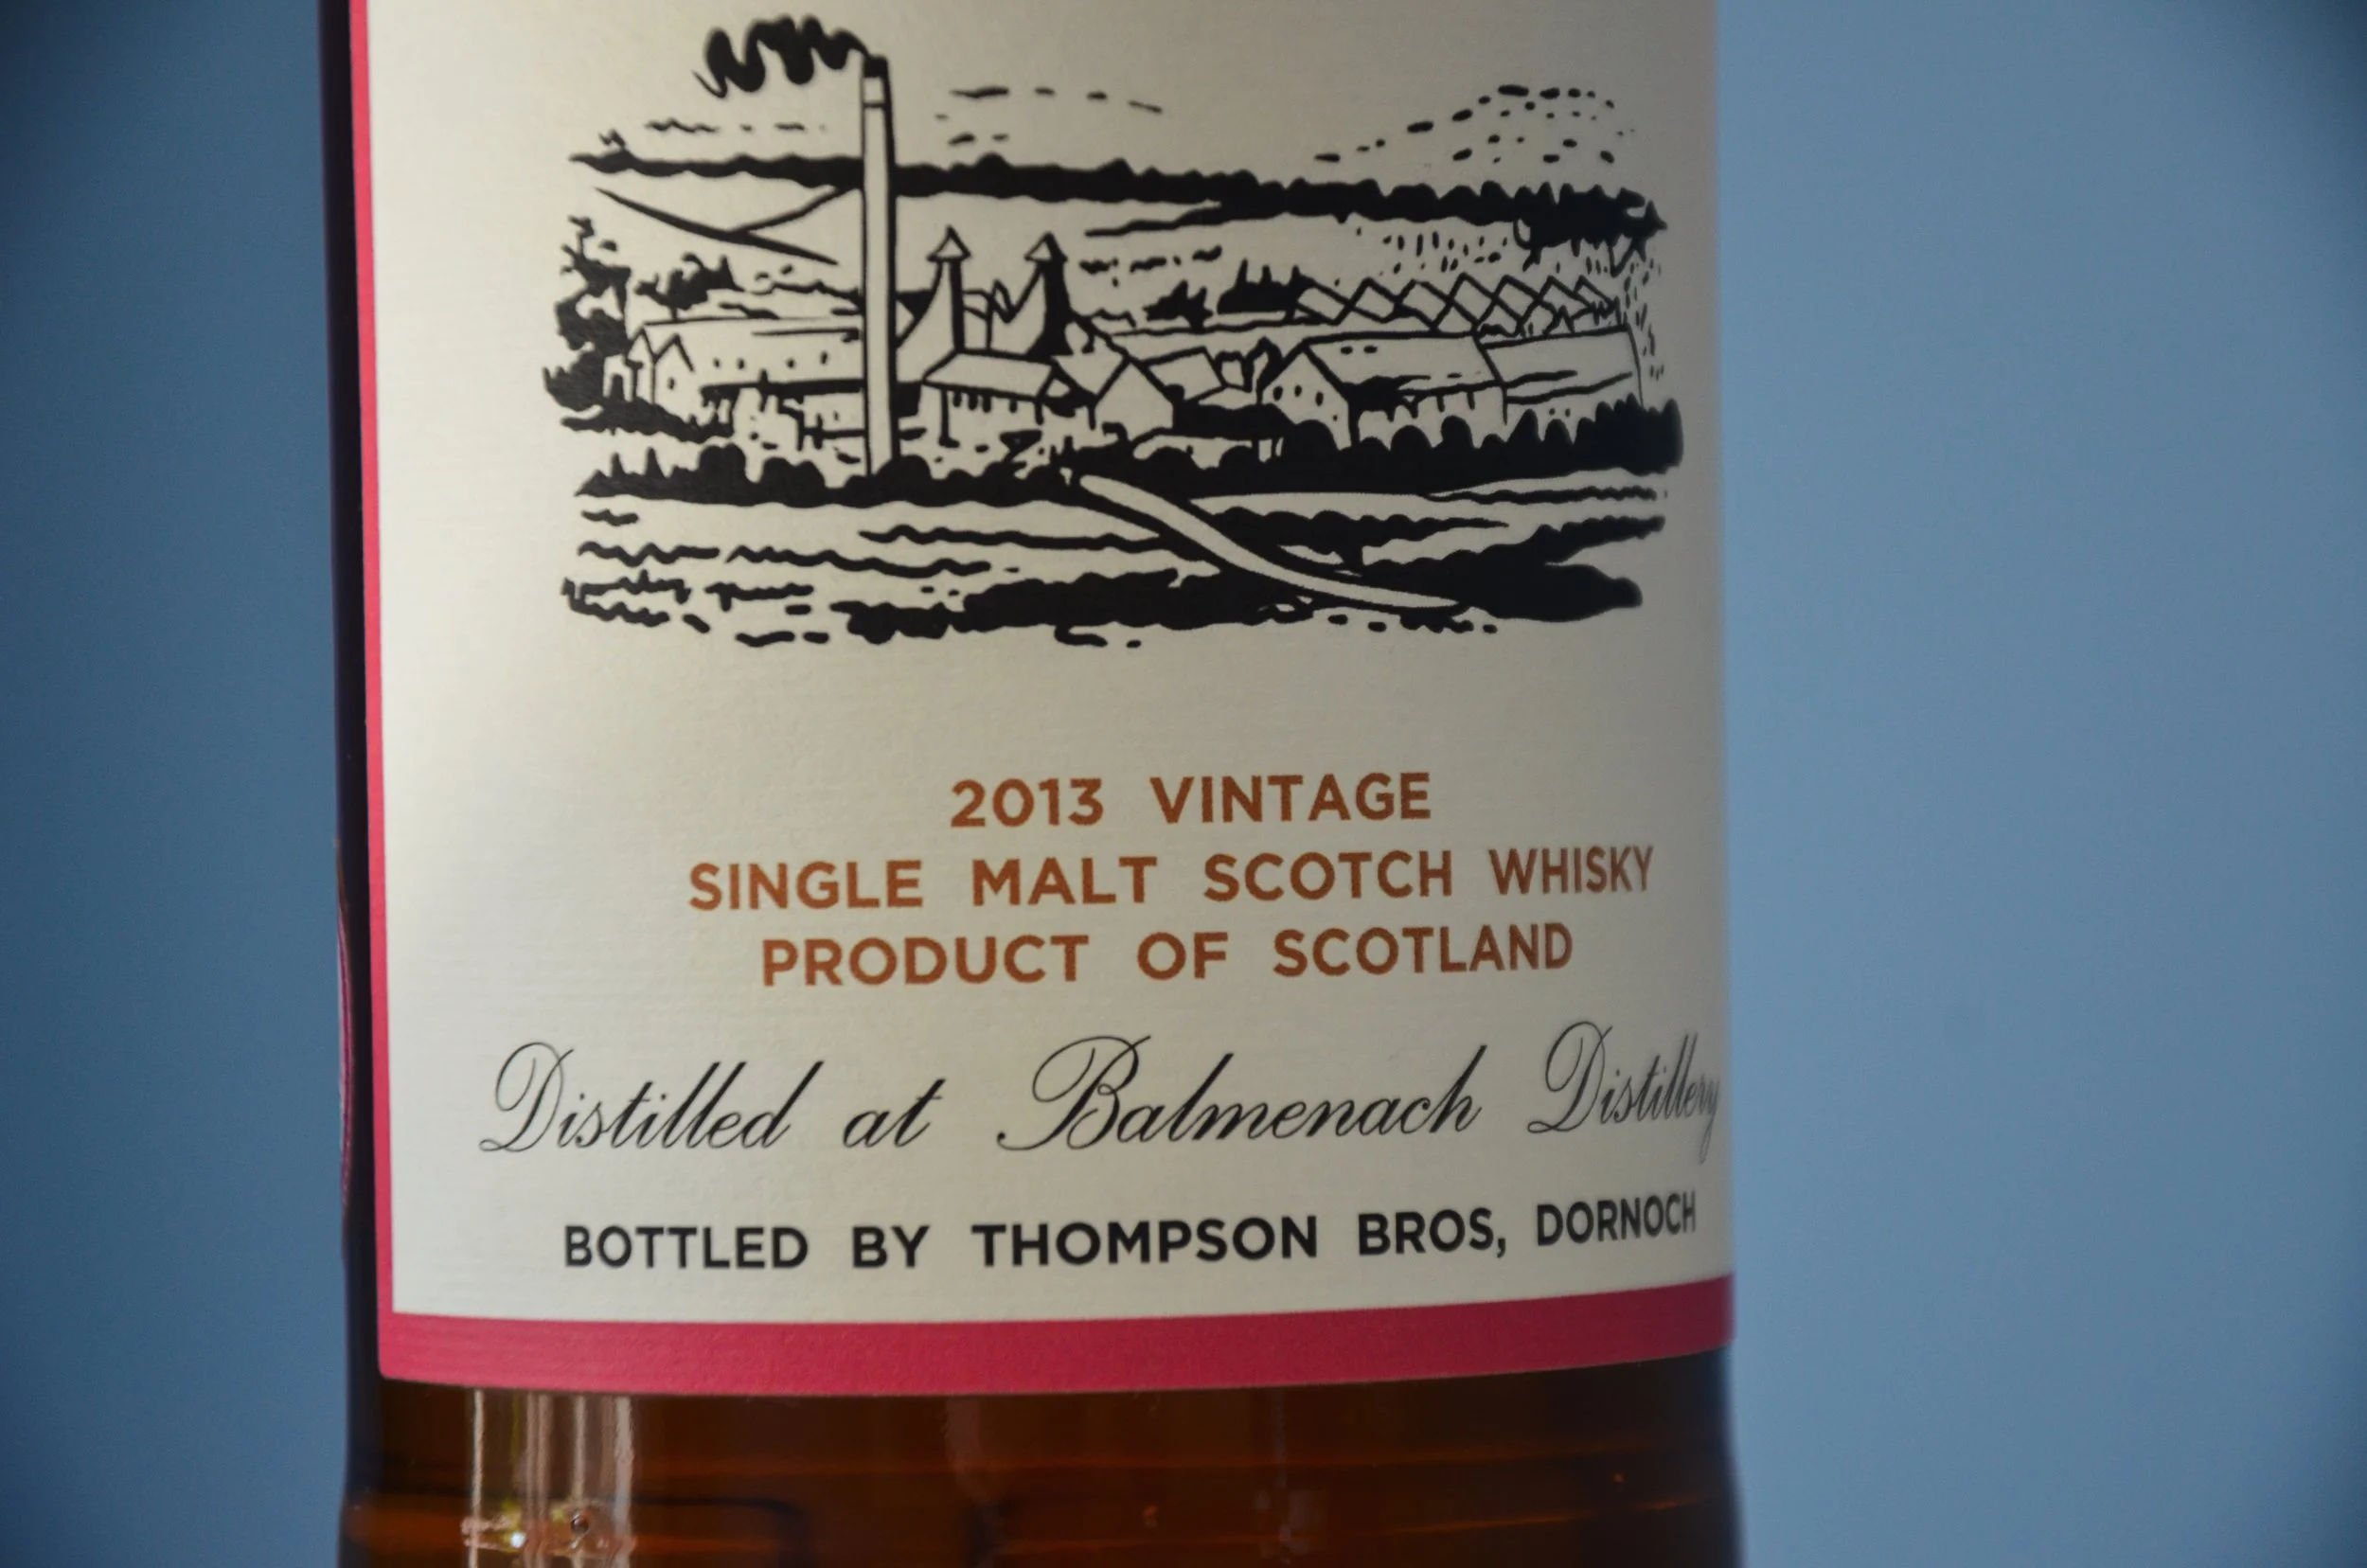 2013 VINTAGE
SINGLE MALT SCOTCH WHISKY
PRODUCT OF SCOTLAND
Distilled at Balmenach Distillery
BOTTLED BY THOMPSON BROS, DORNOCH